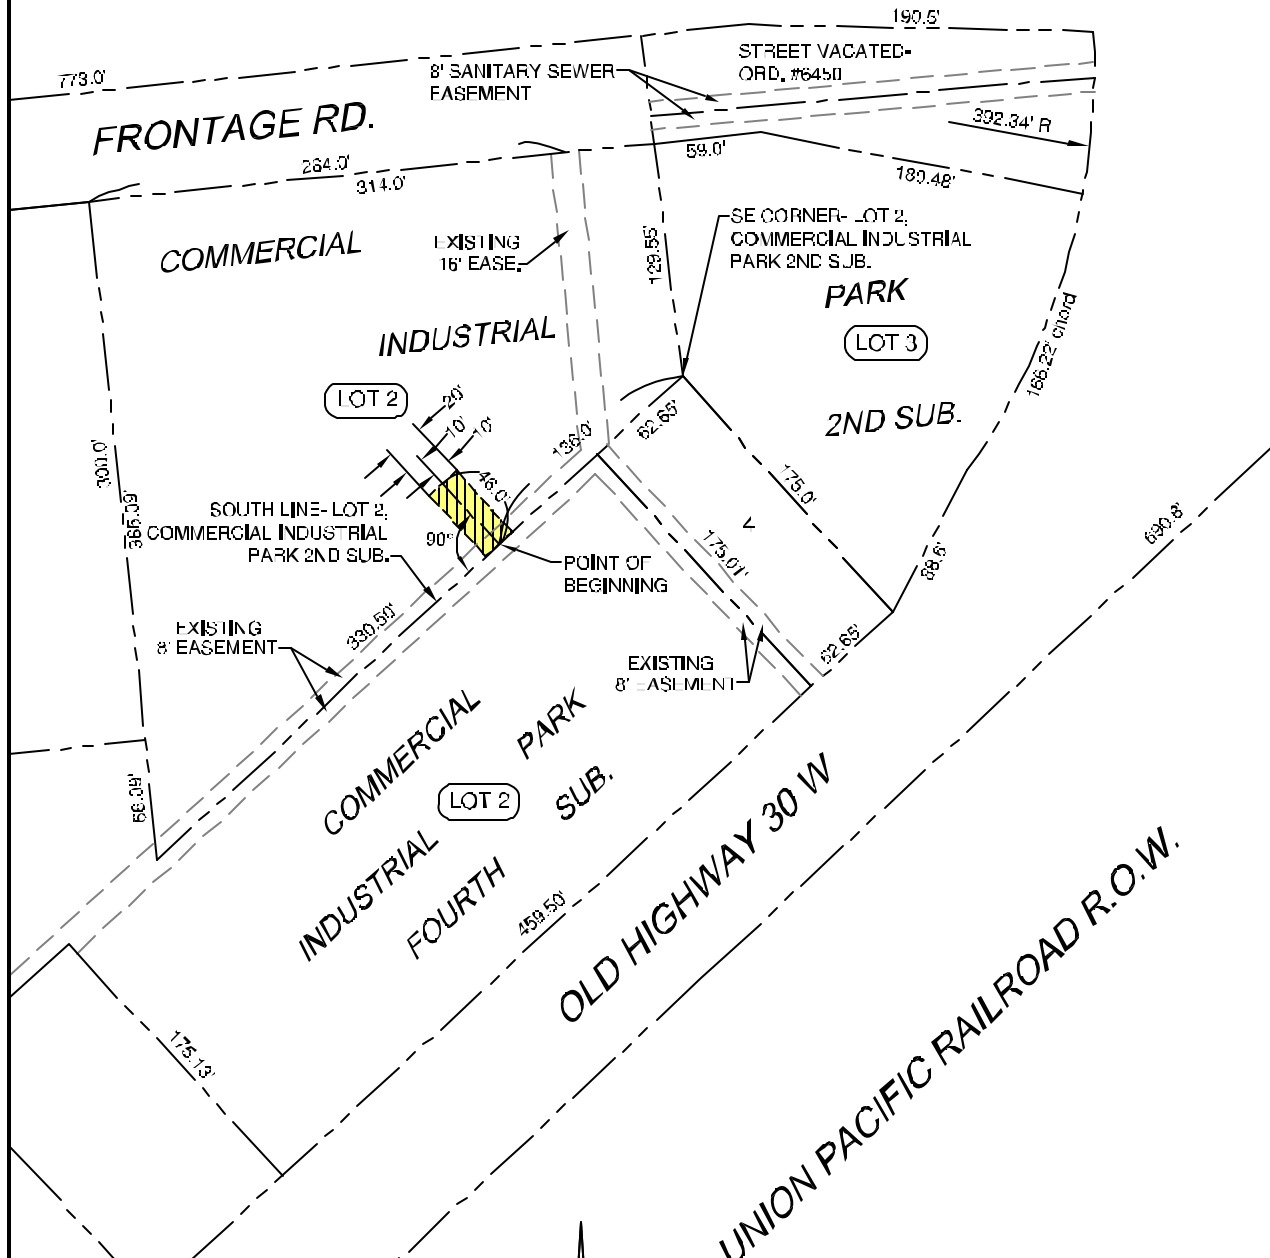 190.5'
773.0'
STREET VACATED-
ORD. #6450
8' SANITARY SEWER
EASEMENT
392.34' R
FRONTAGE RD.
59.0'
264.0'
314.0'
180.48'
SE CORNER- LOT 2,
COMMERCIAL INDUSTRIAL
PARK 2ND SUB.
COMMERCIAL
EXISTING
16' EASE.
129.55'
PARK
INDUSTRIAL
LOT 3
166.22' chord
LOT 2
20'
10'
10'
2ND SUB.
136.0'
62.65'
300.0'
365.09'
46.0'
175.0'
SOUTH LINE- LOT 2,
COMMERCIAL INDUSTRIAL
PARK 2ND SUB.
90°
690.8'
175.01'
88.6'
POINT OF
BEGINNING
EXISTING
8' EASEMENT
330.50'
62.65'
EXISTING
8' EASEMENT
COMMERCIAL
PARK
LOT 2
SUB.
INDUSTRIAL
FOURTH
OLD HIGHWAY 30 W
459.50'
UNION PACIFIC RAILROAD R.O.W.
175.13'